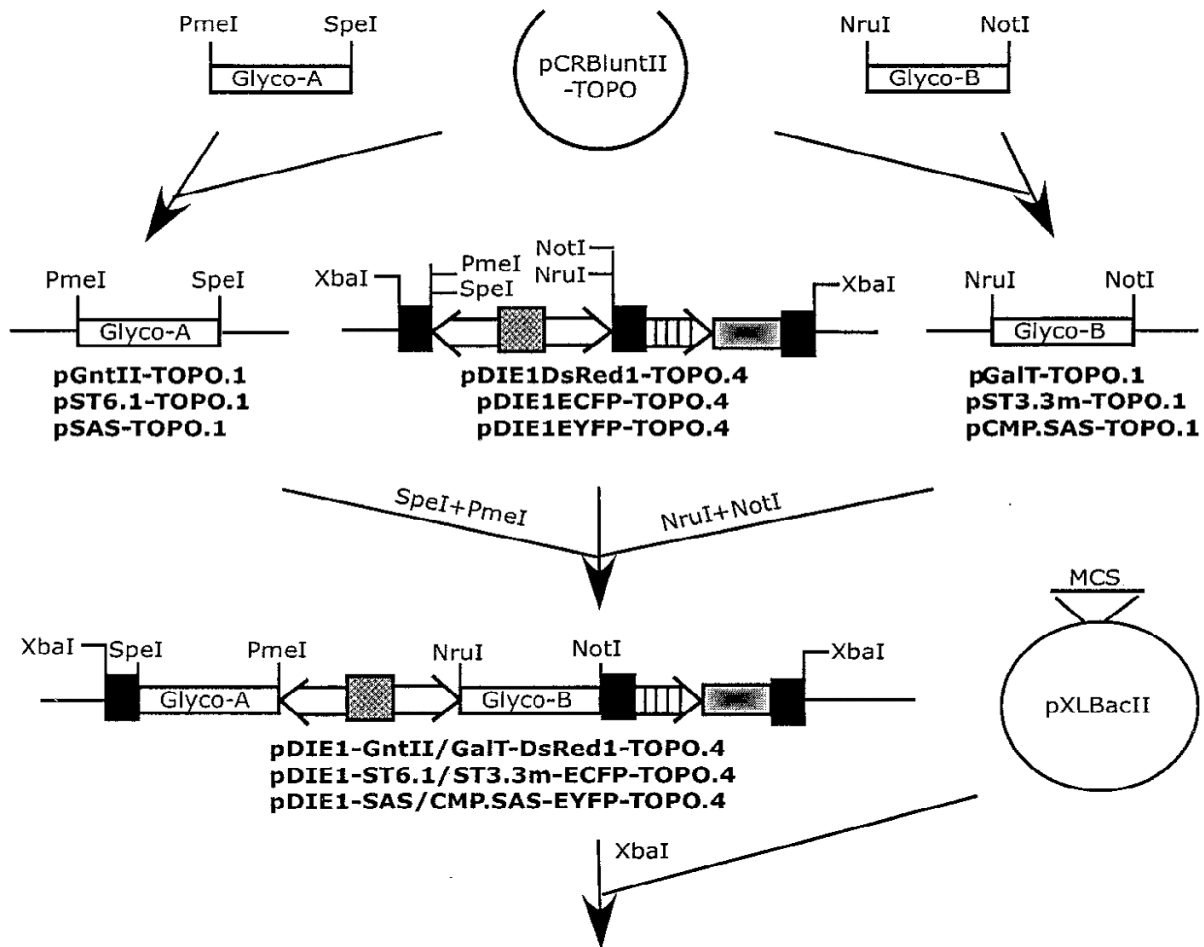 PmeI SpeI
Glyco-A
pCRBluntII
-TOPO
NruI NotI
Glyco-B
PmeI SpeI
Glyco-A
pGntII-TOPO.1
pST6.1-TOPO.1
pSAS-TOPO.1
XbaI
PmeI
SpeI
NotI
NruI
XbaI
pDIE1DsRed1-TOPO.4
pDIE1ECFP-TOPO.4
pDIE1EYFP-TOPO.4
NruI NotI
Glyco-B
pGalT-TOPO.1
pST3.3m-TOPO.1
pCMP.SAS-TOPO.1
SpeI+PmeI
NruI+NotI
XbaI SpeI PmeI NruI NotI XbaI
Glyco-A Glyco-B
pDIE1-GntII/GalT-DsRed1-TOPO.4
pDIE1-ST6.1/ST3.3m-ECFP-TOPO.4
pDIE1-SAS/CMP.SAS-EYFP-TOPO.4
MCS
pXLBacII
XbaI